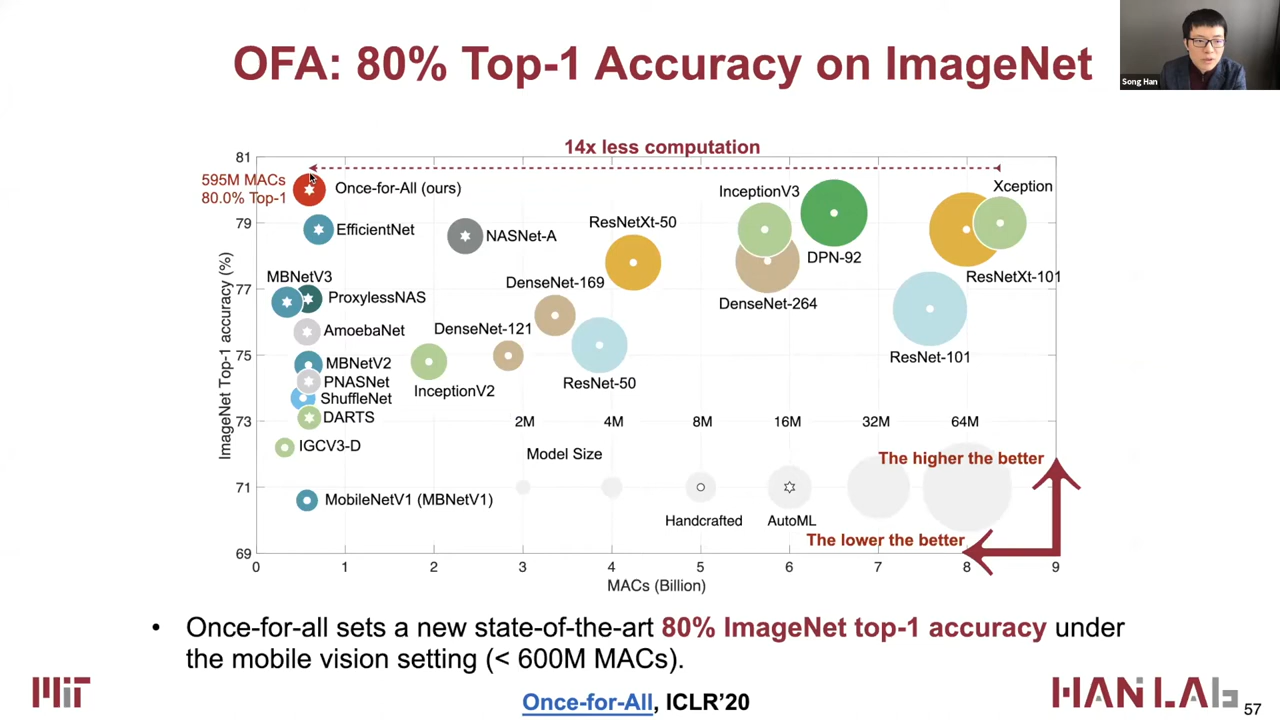 OFA: 80% Top-1 Accuracy on ImageNet
Song Han
14x less computation
81
79
77
75
73
71
69
ImageNet Top-1 accuracy (%)
595M MACs
80.0% Top-1
Once-for-All (ours)
EfficientNet
NASNet-A
ResNetXt-50
InceptionV3
DPN-92
Xception
ResNetXt-101
MBNetV3
ProxylessNAS
DenseNet-169
DenseNet-264
AmoebaNet
DenseNet-121
ResNet-50
ResNet-101
MBNetV2
PNASNet
ShuffleNet
InceptionV2
DARTS
IGCV3-D
MobileNetV1 (MBNetV1)
2M 4M 8M 16M 32M 64M
Model Size
Handcrafted
AutoML
The higher the better
The lower the better
0 1 2 3 4 5 6 7 8 9
MACs (Billion)
• Once-for-all sets a new state-of-the-art 80% ImageNet top-1 accuracy under
the mobile vision setting (< 600M MACs).
Once-for-All, ICLR'20
MIT
HAN LAB
57